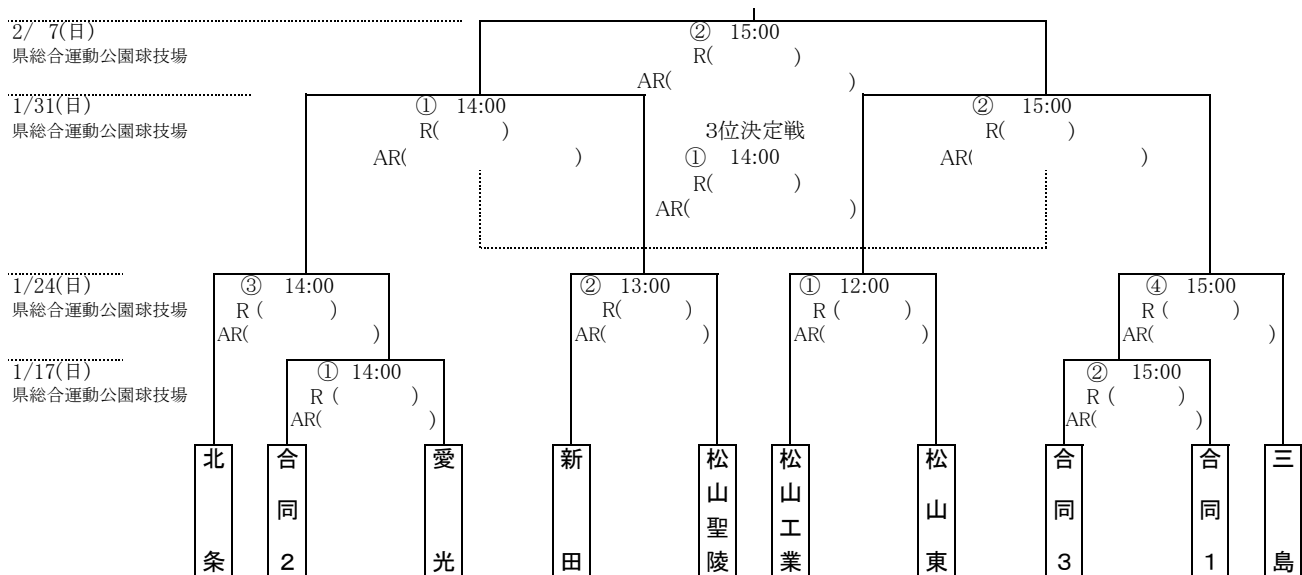 2/ 7(日)
県総合運動公園球技場
② 15:00
R( )
AR( )
1/31(日)
県総合運動公園球技場
① 14:00
R( )
AR( )
3位決定戦
① 14:00
R( )
AR( )
② 15:00
R( )
AR( )
1/24(日)
県総合運動公園球技場
③ 14:00
R ( )
AR( )
② 13:00
R( )
AR( )
① 12:00
R ( )
AR( )
④ 15:00
R ( )
AR( )
1/17(日)
県総合運動公園球技場
① 14:00
R ( )
AR( )
② 15:00
R ( )
AR( )
北条
合同2
愛光
新田
松山聖陵
松山工業
松山東
合同3
合同1
三島